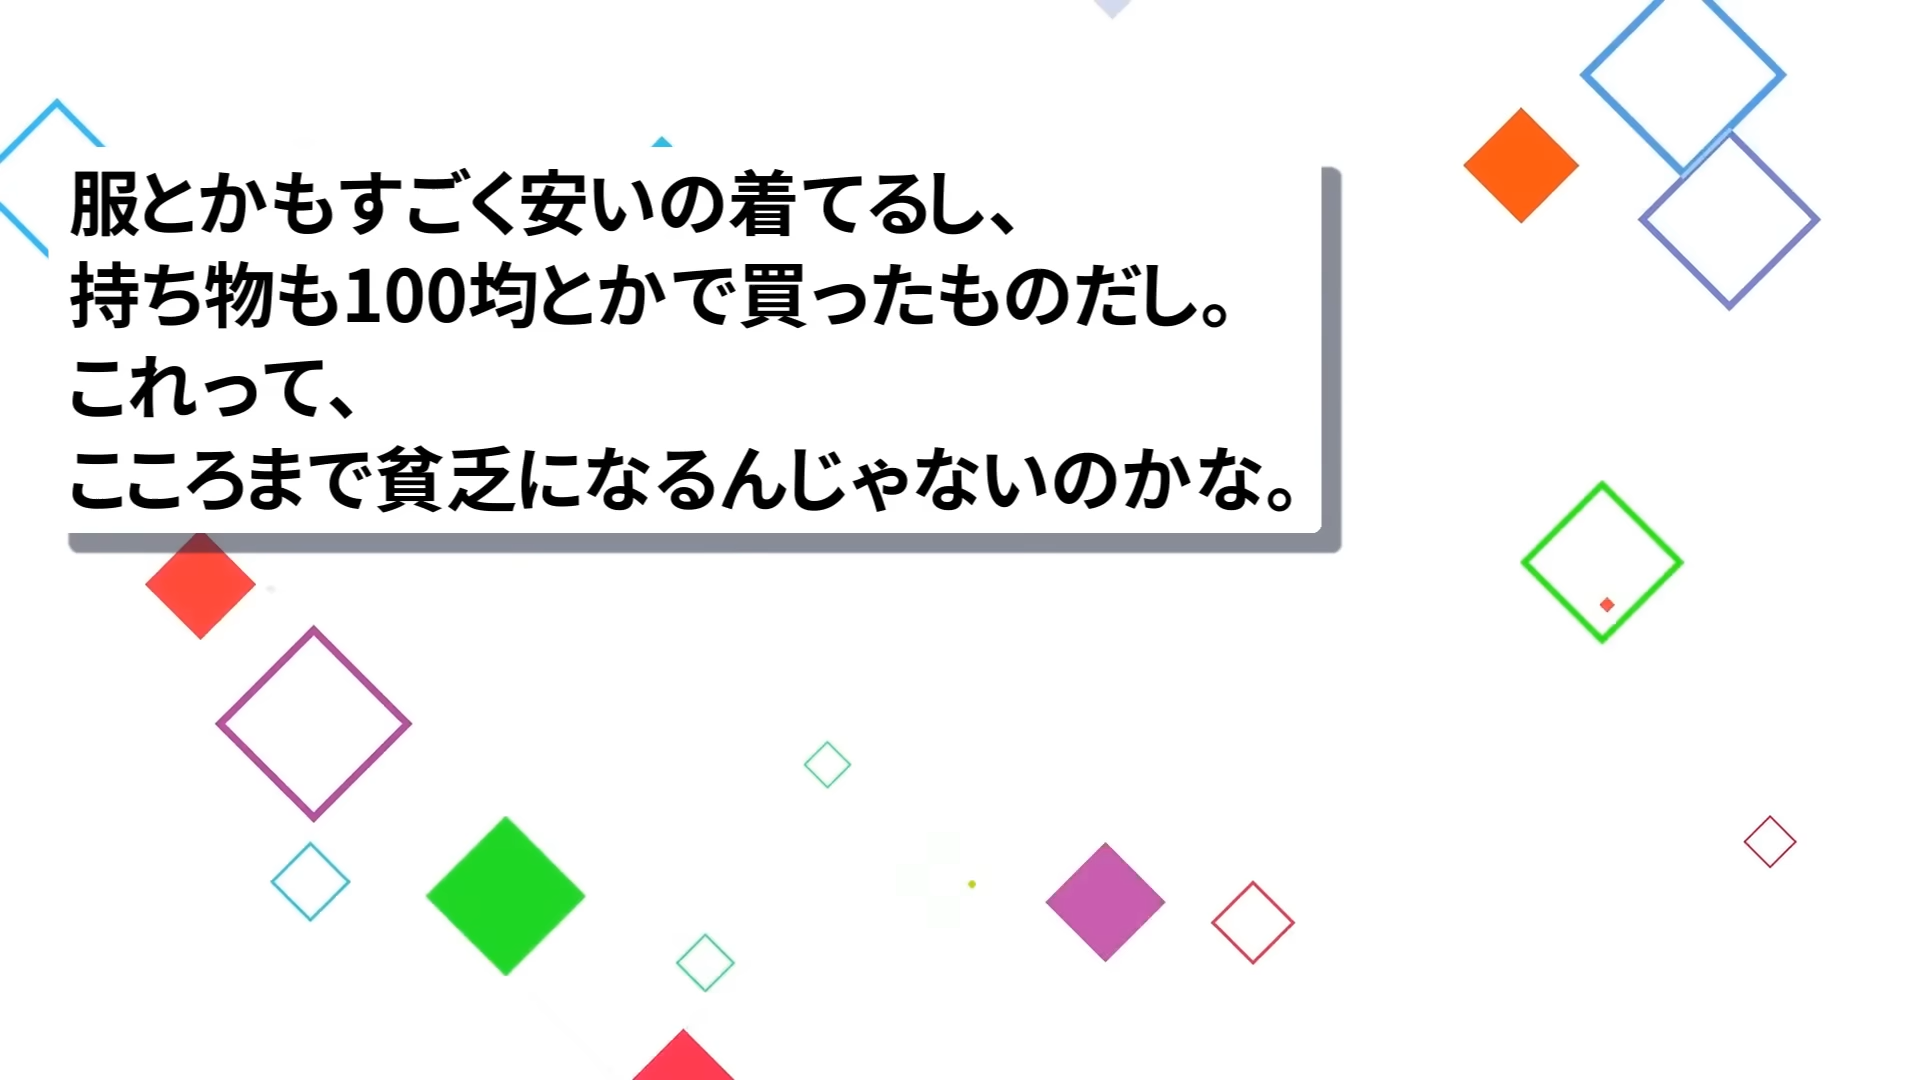 服とかもすごく安いの着てるし、
持ち物も100均とかで買ったものだし。
これって、
こころまで貧乏になるんじゃないのかな。